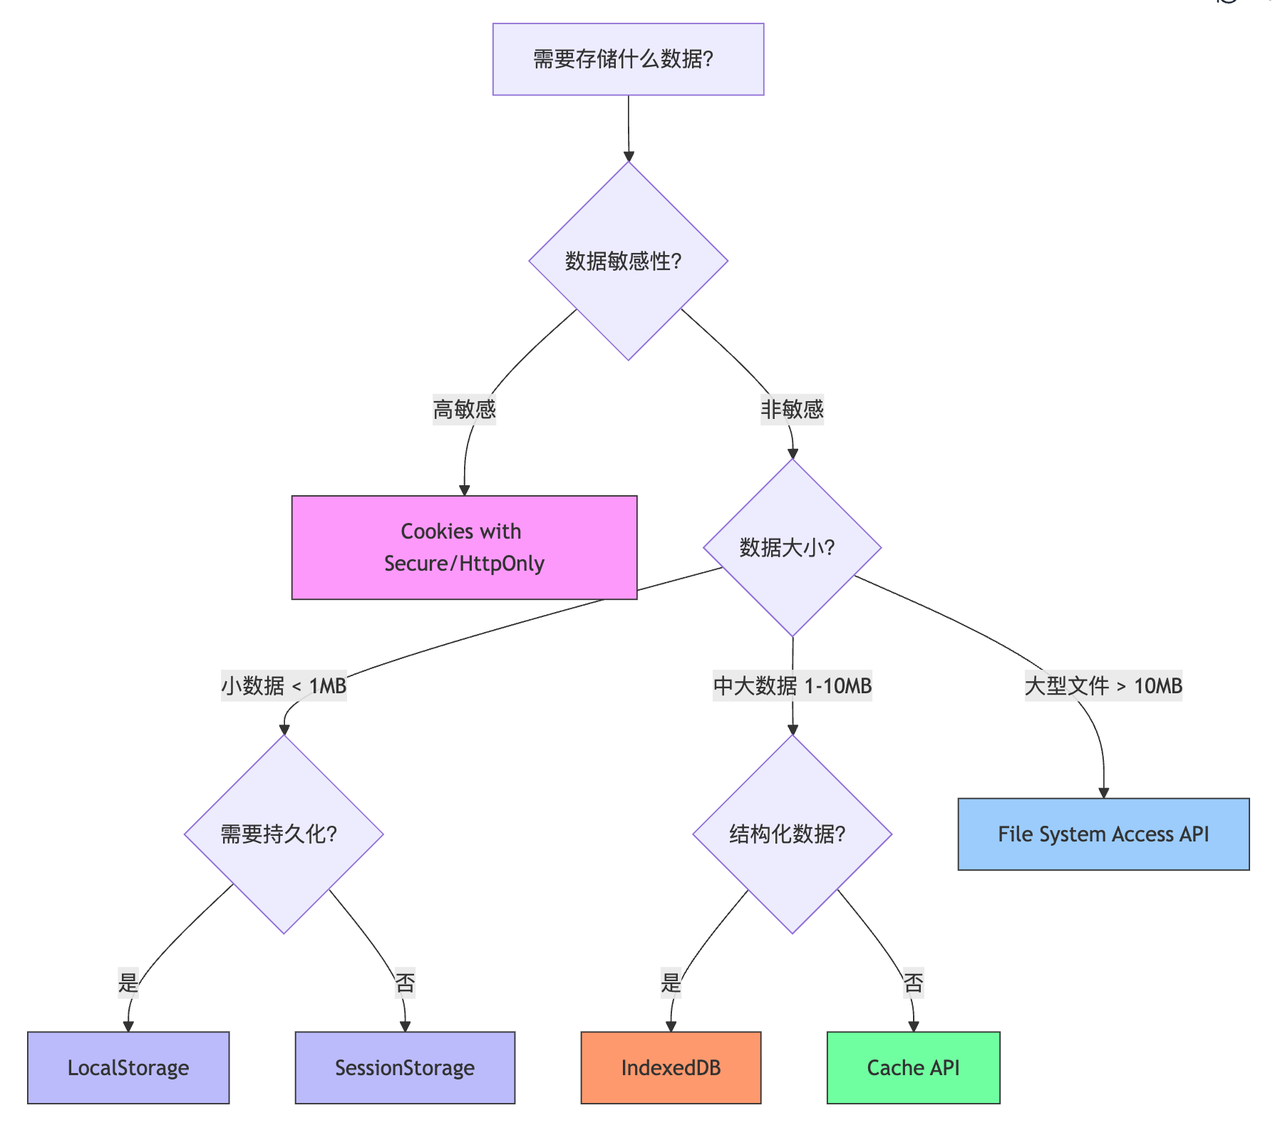 需要存储什么数据?
数据敏感性?
高敏感
非敏感
Cookies with
Secure/HttpOnly
数据大小?
小数据 < 1MB
中大数据 1-10MB
大型文件 > 10MB
需要持久化?
结构化数据?
File System Access API
是
否
是
否
LocalStorage
SessionStorage
IndexedDB
Cache API